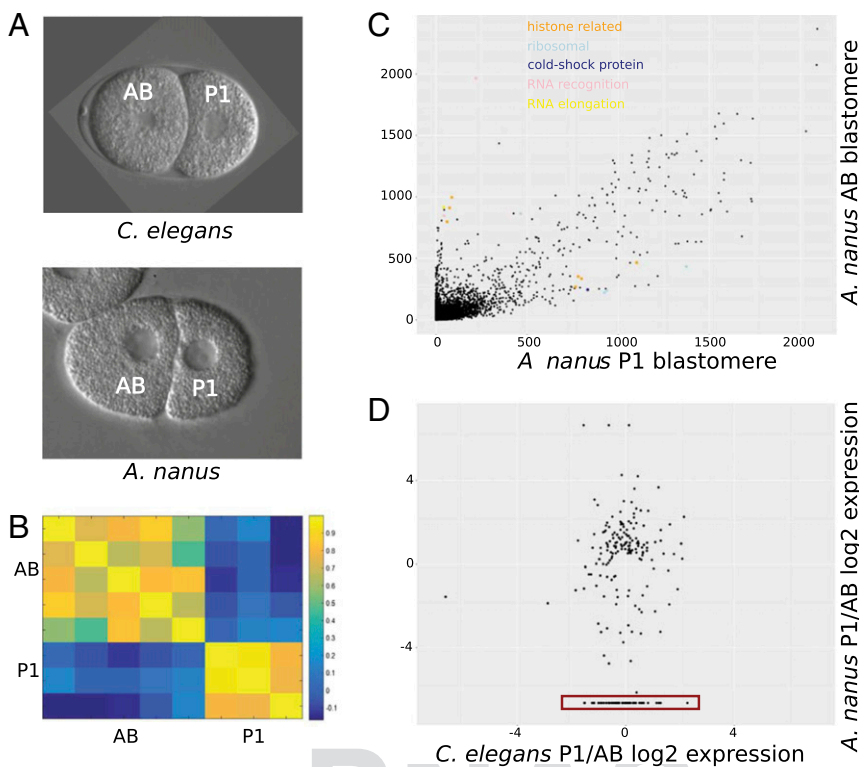 A
AB
P1
C. elegans
AB
P1
A. nanus
B
AB
P1
0.9
0.8
0.7
0.6
0.5
0.4
0.3
0.2
0.1
0
-0.1
AB
P1
C
histone related
ribosomal
cold-shock protein
RNA recognition
RNA elongation
2000
1500
1000
500
0
0
500
1000
1500
2000
A nanus P1 blastomere
A. nanus AB blastomere
D
4
0
-4
-4
0
4
C. elegans P1/AB log2 expression
A. nanus P1/AB log2 expression